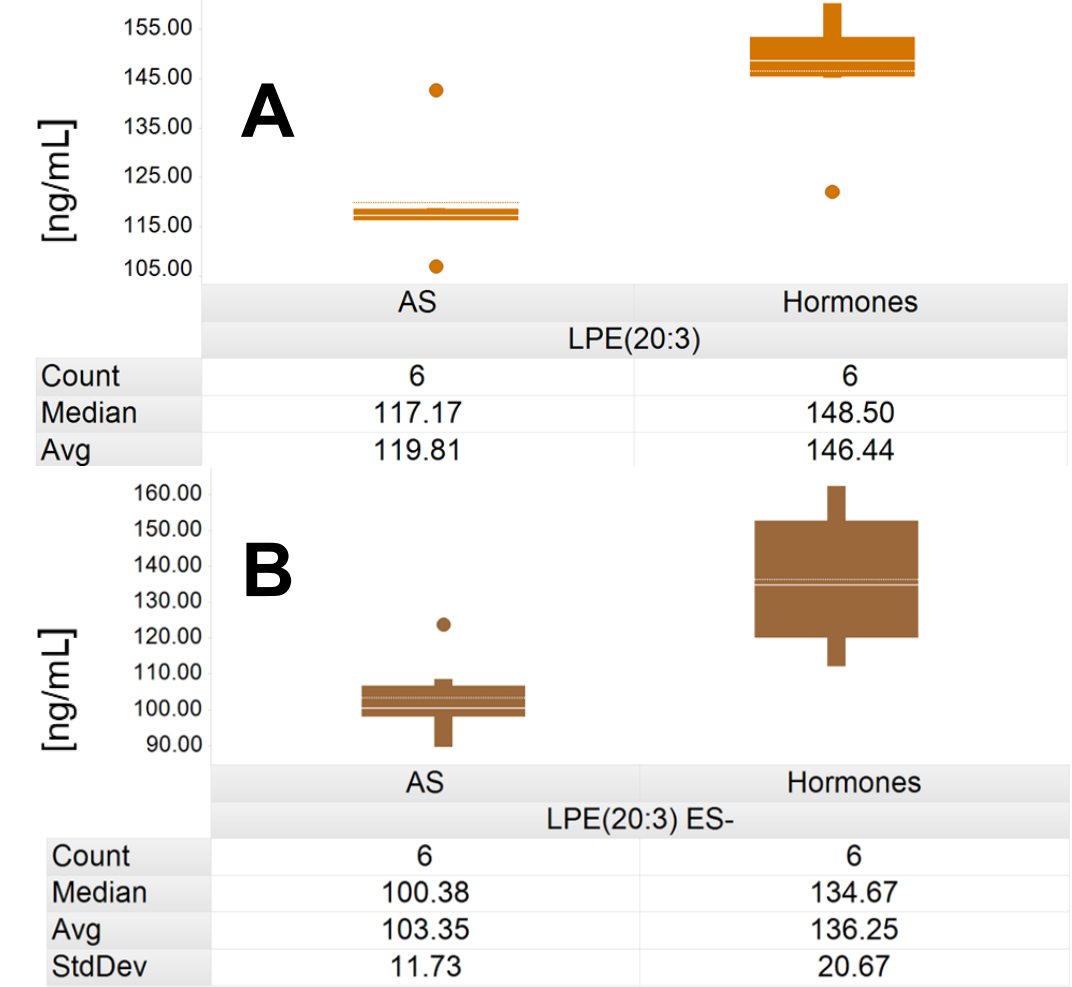 155.00
145.00
135.00
125.00
115.00
105.00
[ng/mL]
A
AS Hormones
LPE(20:3)
Count 6 6
Median 117.17 148.50
Avg 119.81 146.44
160.00
150.00
140.00
130.00
120.00
110.00
100.00
90.00
[ng/mL]
B
AS Hormones
LPE(20:3) ES-
Count 6 6
Median 100.38 134.67
Avg 103.35 136.25
StdDev 11.73 20.67